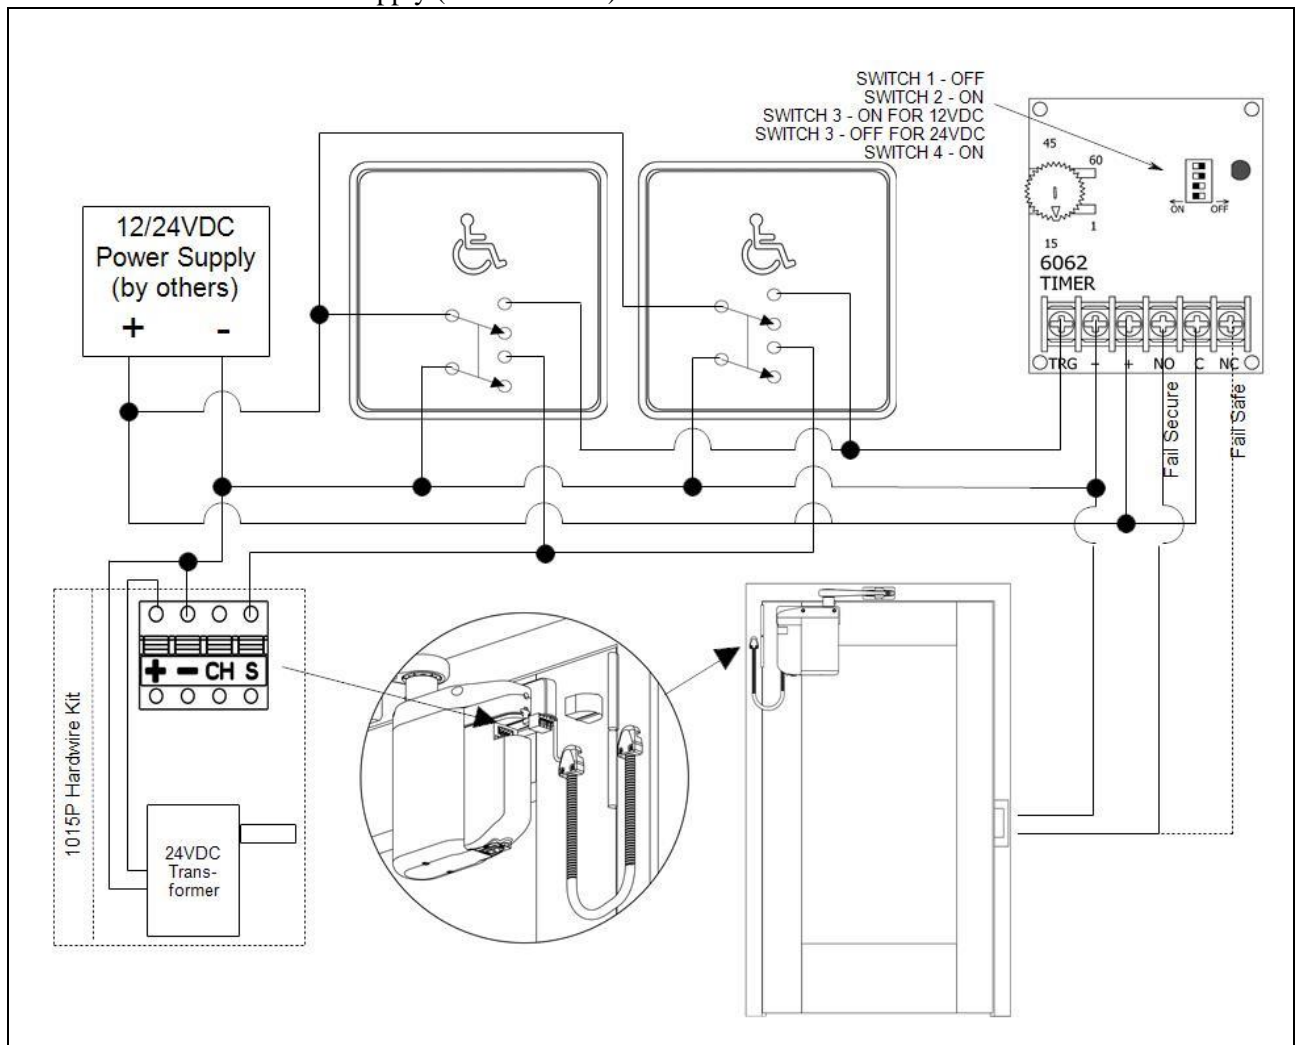 SWITCH 1 - OFF
SWITCH 2 - ON
SWITCH 3 - ON FOR 12VDC
SWITCH 3 - OFF FOR 24VDC
SWITCH 4 - ON
12/24VDC
Power Supply
(by others)
+ -
45
60
1
15
ON OFF
6062
TIMER
TRG - + NO C NC
Fail Secure
Fail Safe
1015P Hardwire Kit
+ - CH S
24VDC
Trans-
former